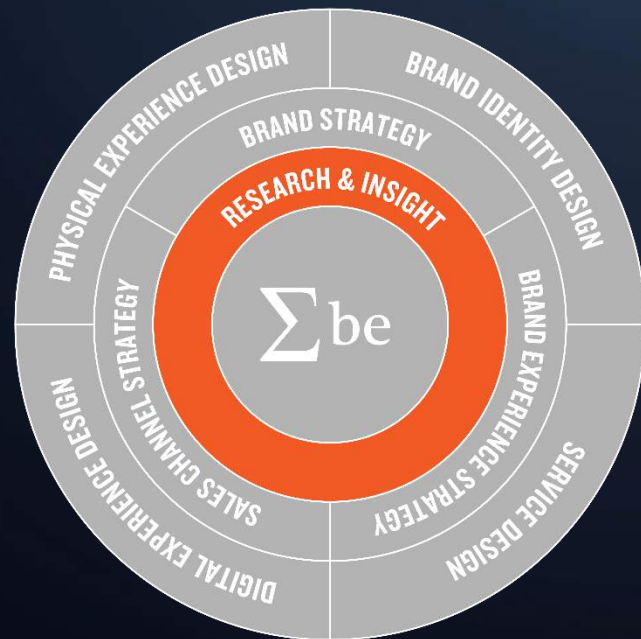 PHYSICAL EXPERIENCE DESIGN
BRAND IDENTITY DESIGN
BRAND STRATEGY
RESEARCH & INSIGHT
Σbe
SALES CHANNEL STRATEGY
BRAND EXPERIENCE STRATEGY
DIGITAL EXPERIENCE DESIGN
SERVICE DESIGN